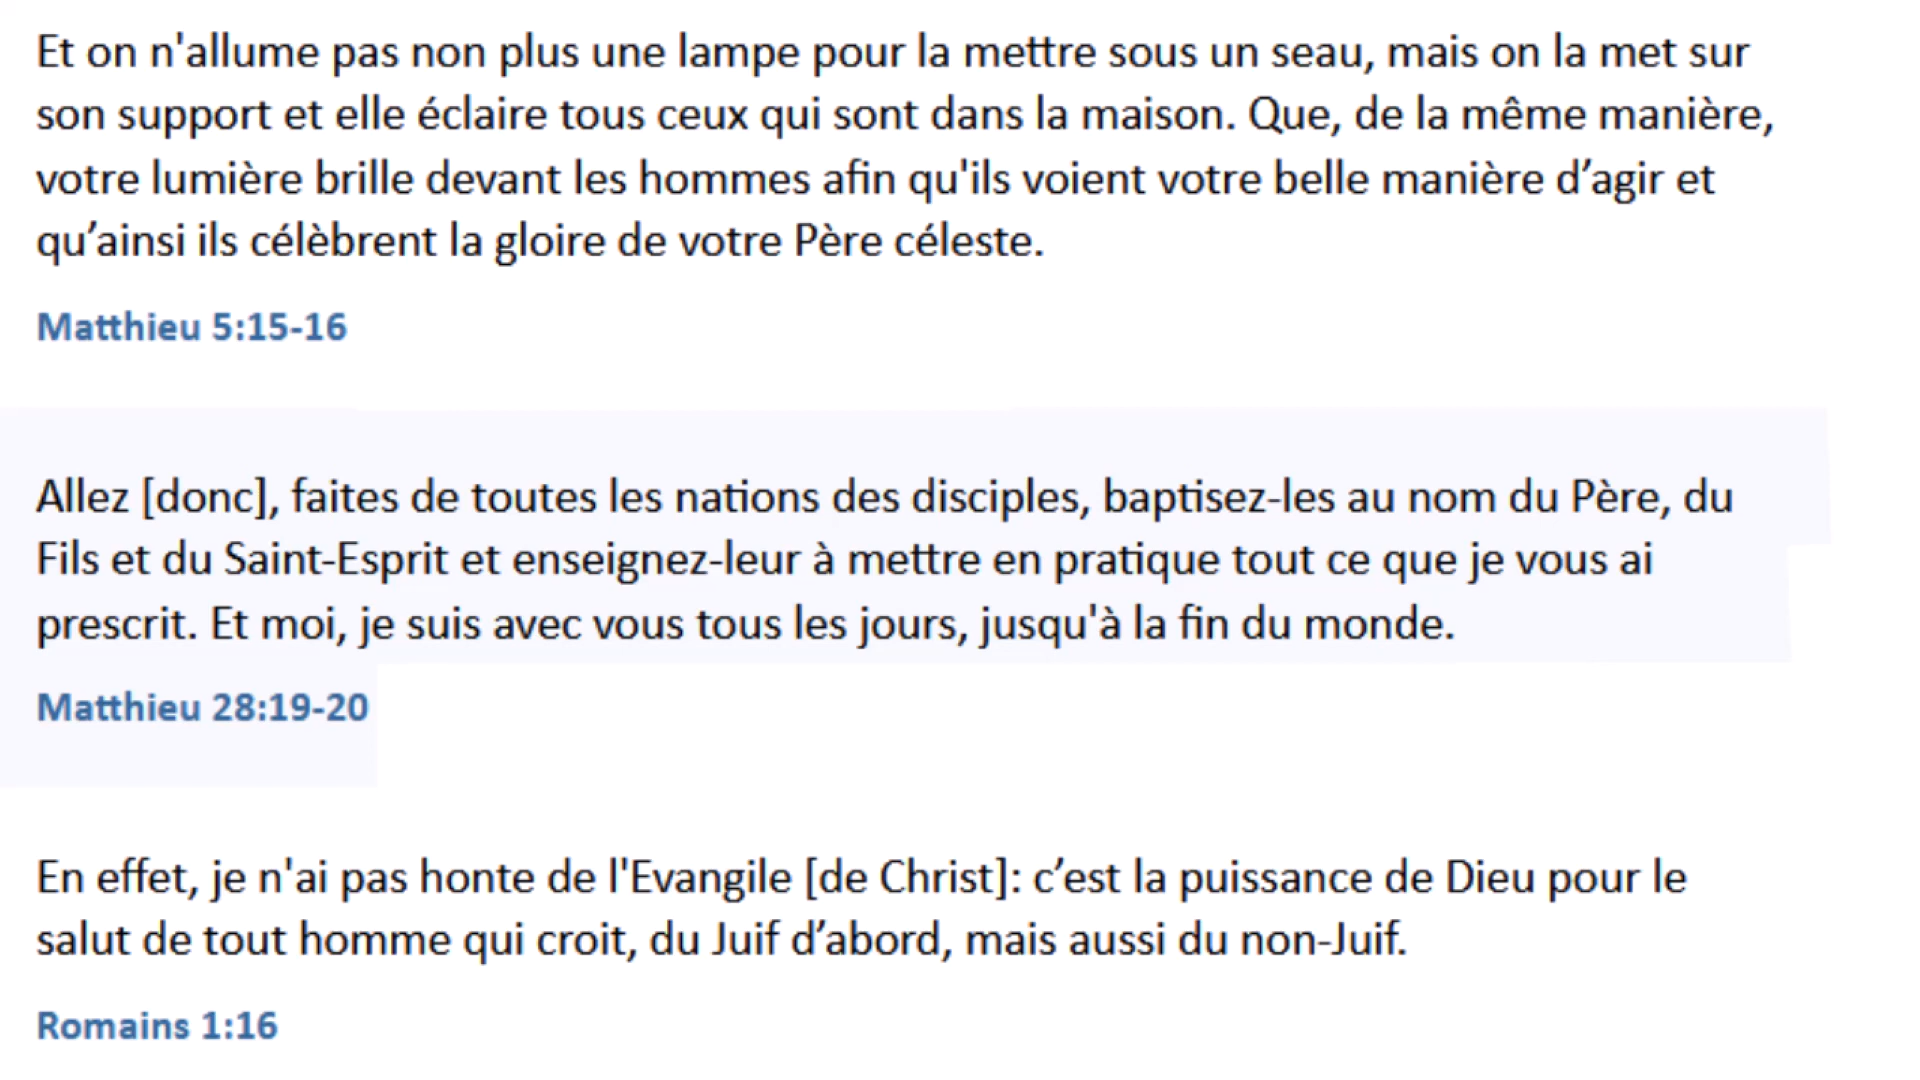 Et on n'allume pas non plus une lampe pour la mettre sous un seau, mais on la met sur
son support et elle éclaire tous ceux qui sont dans la maison. Que, de la même manière,
votre lumière brille devant les hommes afin qu'ils voient votre belle manière d’agir et
qu’ainsi ils célèbrent la gloire de votre Père céleste.
Matthieu 5:15-16
Allez [donc], faites de toutes les nations des disciples, baptisez-les au nom du Père, du
Fils et du Saint-Esprit et enseignez-leur à mettre en pratique tout ce que je vous ai
prescrit. Et moi, je suis avec vous tous les jours, jusqu'à la fin du monde.
Matthieu 28:19-20
En effet, je n'ai pas honte de l'Evangile [de Christ]: c’est la puissance de Dieu pour le
salut de tout homme qui croit, du Juif d’abord, mais aussi du non-Juif.
Romains 1:16